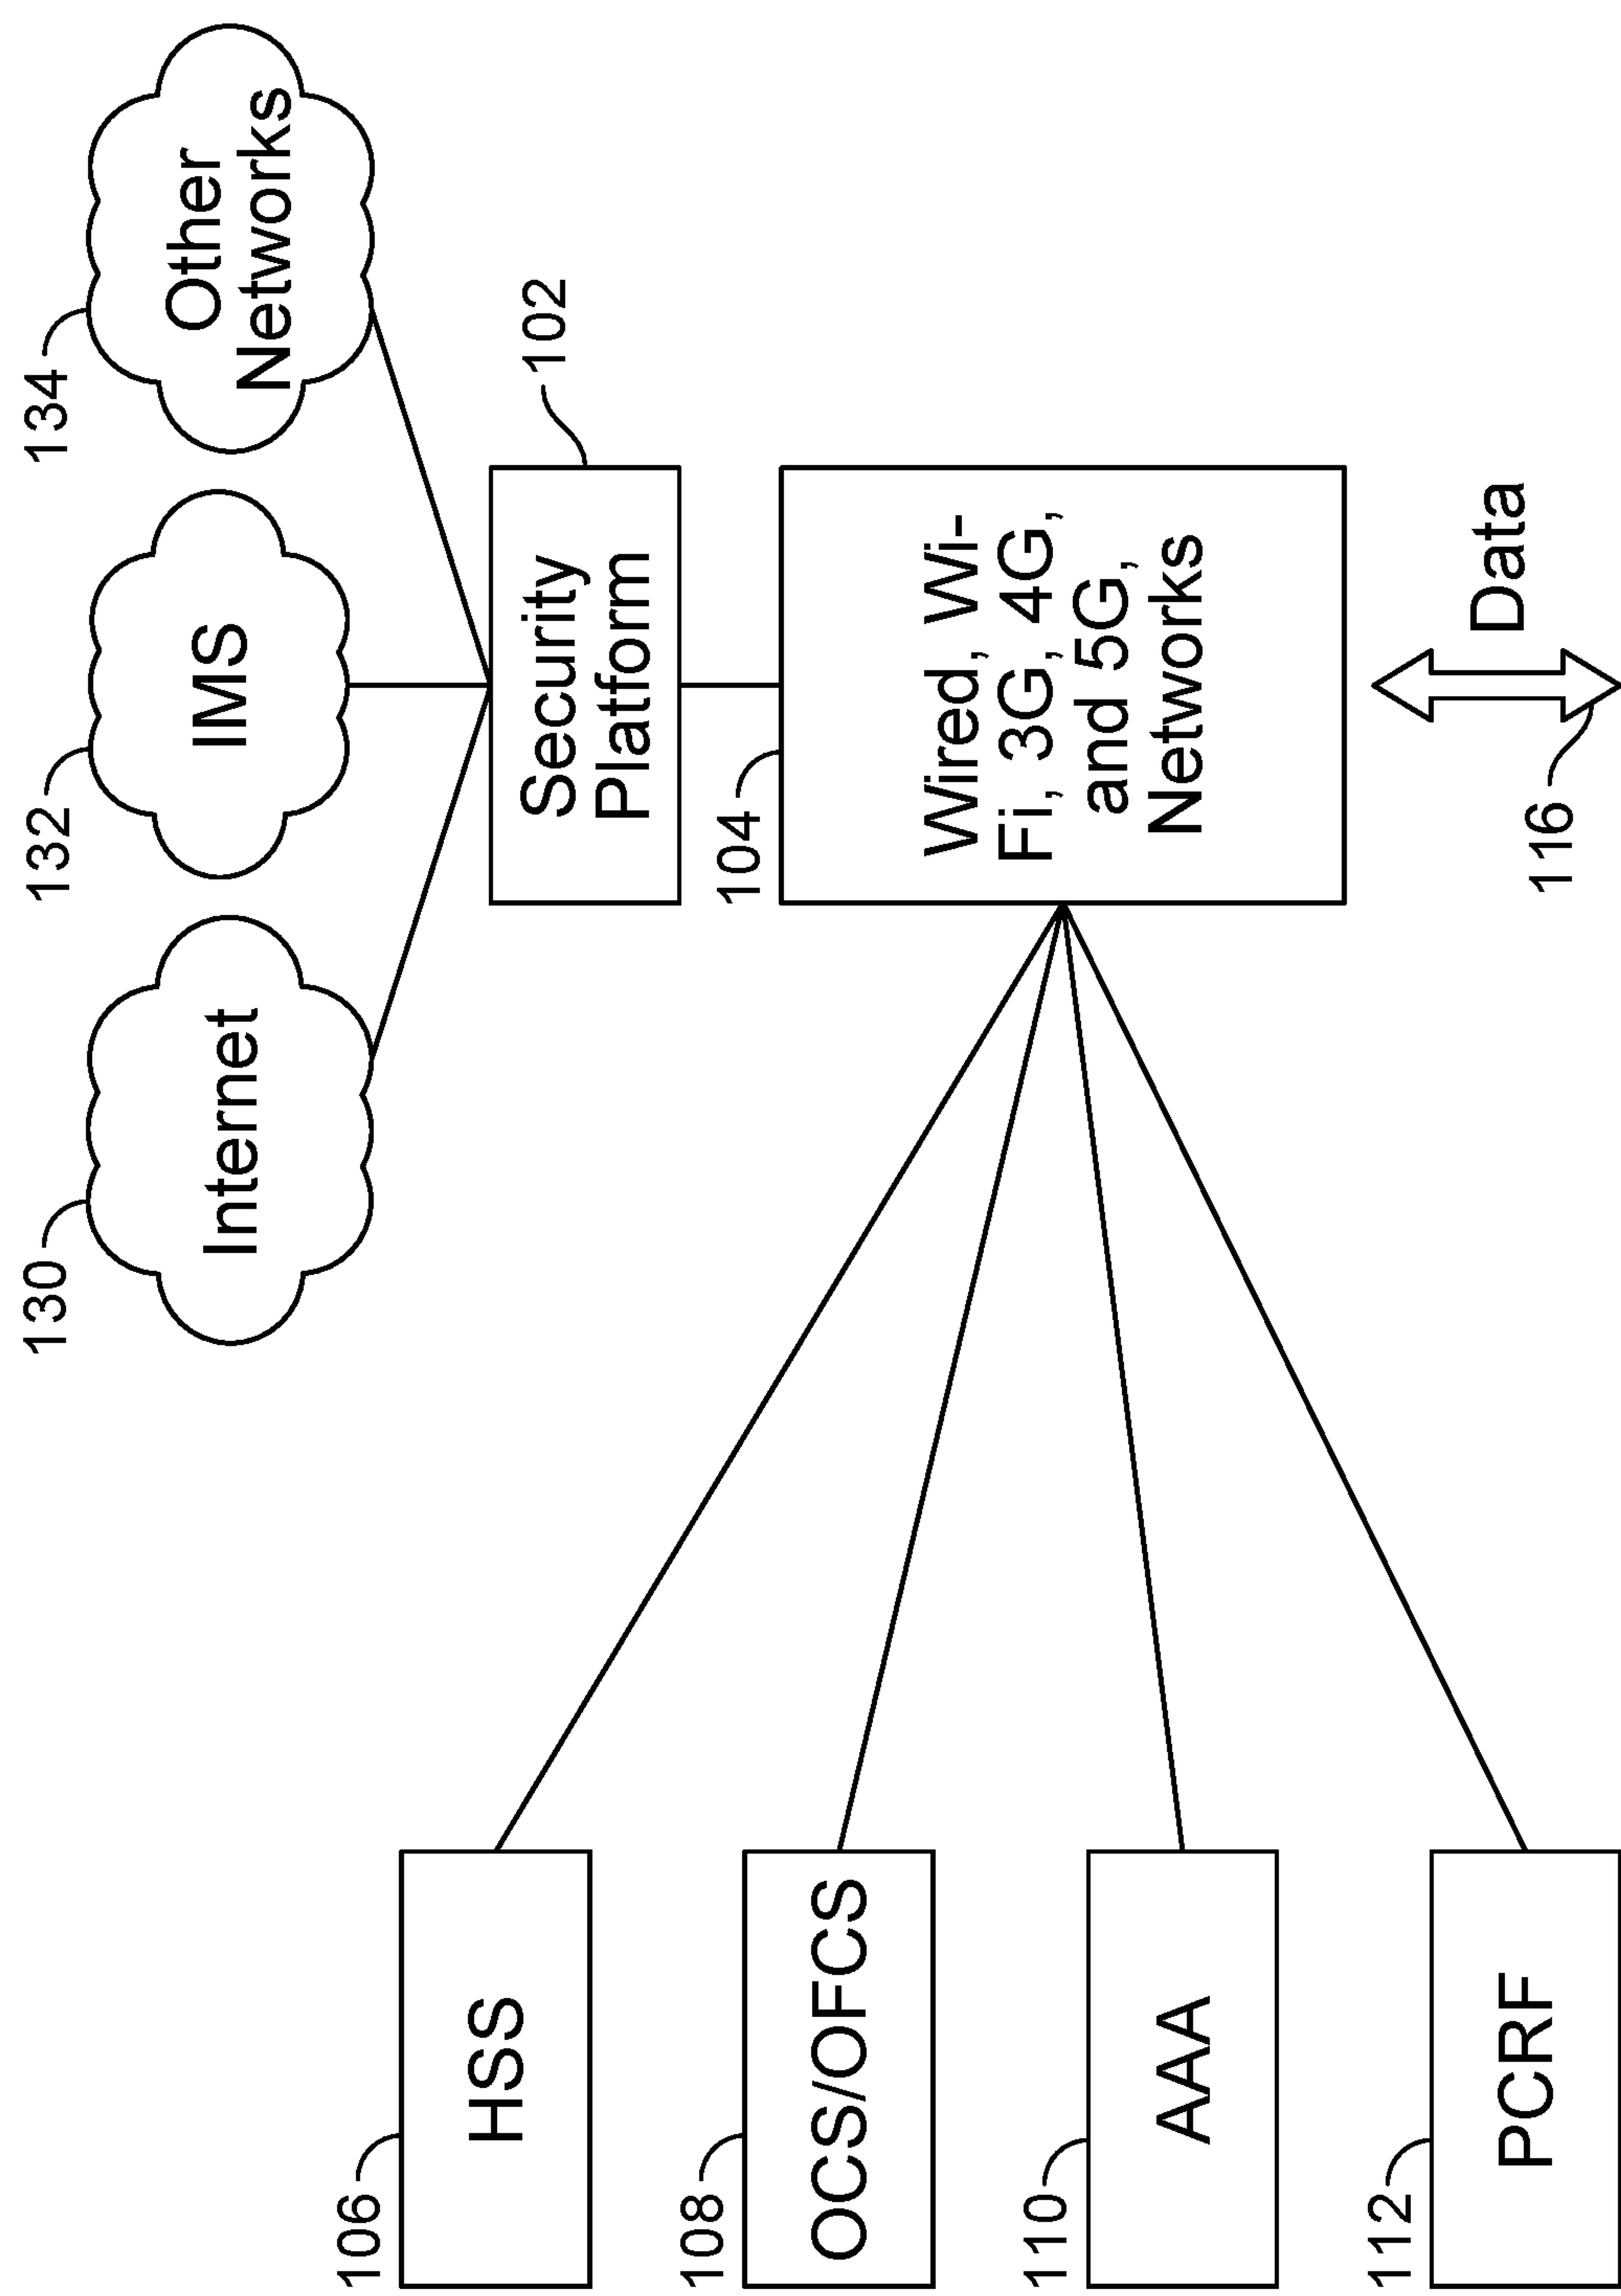 130
Internet
132
IMS
134
Other
Networks
102
Security
Platform
104
Wired, Wi-
Fi, 3G, 4G,
and 5G,
Networks
106
HSS
108
OCS/OFCS
110
AAA
112
PCRF
116
Data